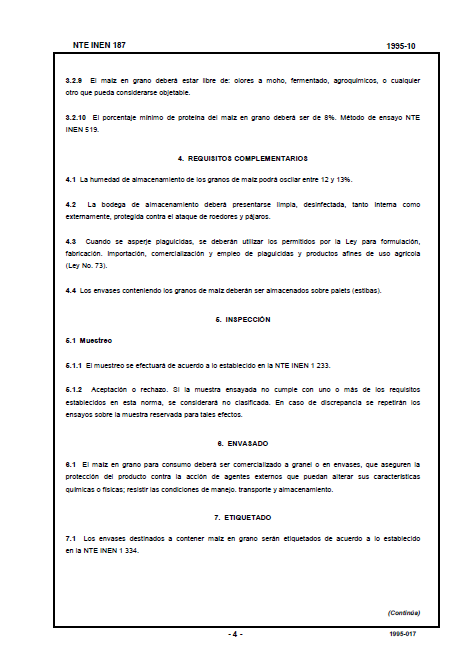 NTE INEN 187 1995-10
3.2.9 El maíz en grano deberá estar libre de: olores a moho, fermentado, agroquímicos, o cualquier
otro que pueda considerarse objetable.
3.2.10 El porcentaje mínimo de proteína del maíz en grano deberá ser de 8%. Método de ensayo NTE
INEN 519.
4. REQUISITOS COMPLEMENTARIOS
4.1 La humedad de almacenamiento de los granos de maíz podrá oscilar entre 12 y 13%.
4.2 La bodega de almacenamiento deberá presentarse limpia, desinfectada, tanto interna como
externamente, protegida contra el ataque de roedores y pájaros.
4.3 Cuando se asperje plaguicidas, se deberán utilizar los permitidos por la Ley para formulación,
fabricación. Importación, comercialización y empleo de plaguicidas y productos afines de uso agrícola
(Ley No. 73).
4.4 Los envases conteniendo los granos de maíz deberán ser almacenados sobre palets (estibas).
5. INSPECCIÓN
5.1 Muestreo
5.1.1 El muestreo se efectuará de acuerdo a lo establecido en la NTE INEN 1 233.
5.1.2 Aceptación o rechazo. Si la muestra ensayada no cumple con uno o más de los requisitos
establecidos en esta norma, se considerará no clasificada. En caso de discrepancia se repetirán los
ensayos sobre la muestra reservada para tales efectos.
6. ENVASADO
6.1 El maíz en grano para consumo deberá ser comercializado a granel o en envases, que aseguren la
protección del producto contra la acción de agentes externos que puedan alterar sus características
químicas o físicas; resistir las condiciones de manejo. transporte y almacenamiento.
7. ETIQUETADO
7.1 Los envases destinados a contener maíz en grano serán etiquetados de acuerdo a lo establecido
en la NTE INEN 1 334.
(Continúa)
- 4 - 1995-017